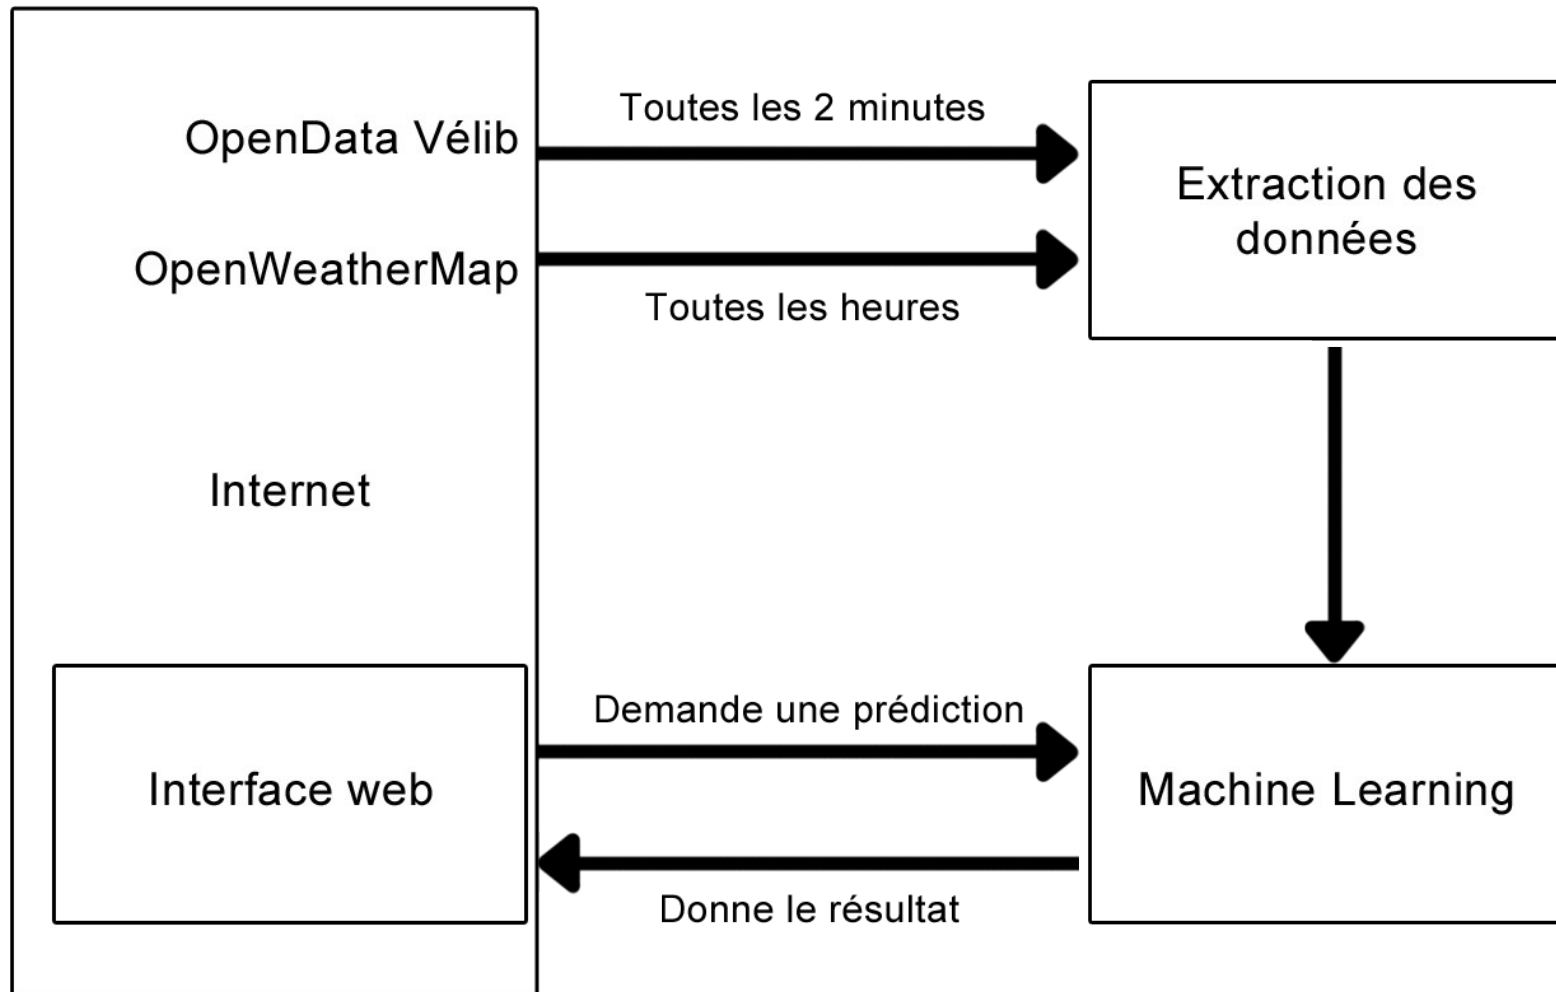 Toutes les 2 minutes
OpenData Vélib
Extraction des
données
OpenWeatherMap
Toutes les heures
Internet
Demande une prédiction
Interface web
Machine Learning
Donne le résultat